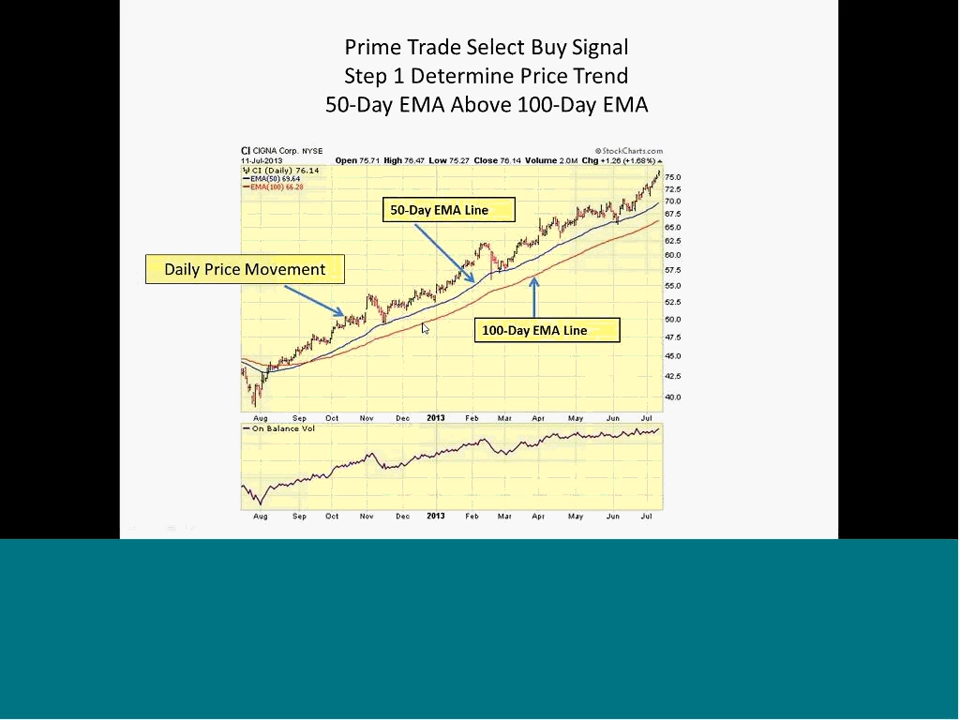 Prime Trade Select Buy Signal
Step 1 Determine Price Trend
50-Day EMA Above 100-Day EMA
CI CIGNA Corp. NYSE
© StockCharts.com
11-Jul-2013 Open 75.71 High 76.47 Low 75.27 Close 76.14 Volume 2.0M Chg +1.26 (+1.68%)
CI (Daily) 76.14
EMA(50) 69.64
EMA(100) 66.28
75.0
72.5
70.0
67.5
65.0
62.5
60.0
57.5
55.0
52.5
50.0
47.5
45.0
42.5
40.0
50-Day EMA Line
Daily Price Movement
100-Day EMA Line
Aug Sep Oct Nov Dec 2013 Feb Mar Apr May Jun Jul
On Balance Vol
Aug Sep Oct Nov Dec 2013 Feb Mar Apr May Jun Jul